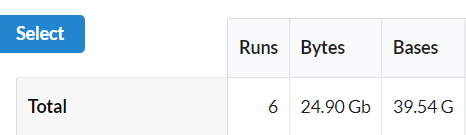 Select
Runs Bytes Bases
Total 6 24.90 Gb 39.54 G